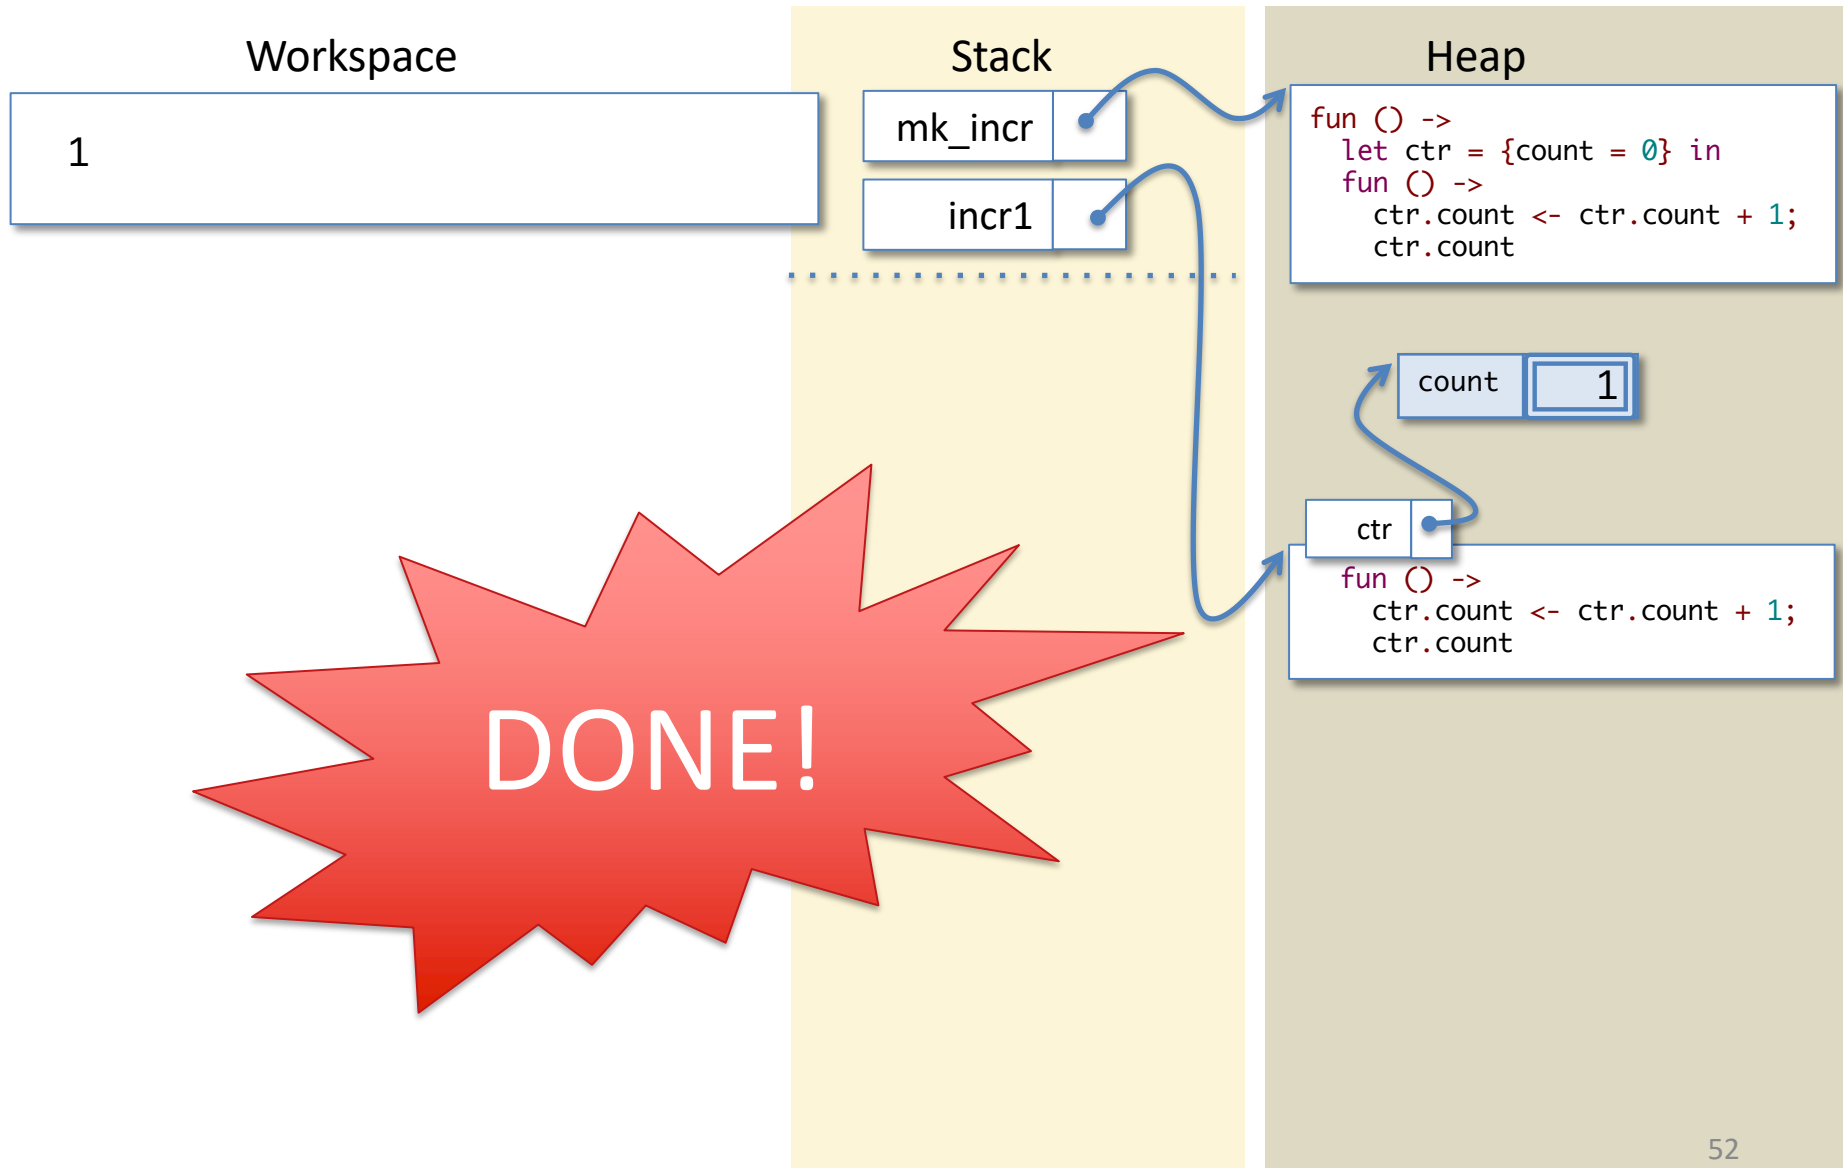 Workspace
1
Stack
mk_incr
incr1
Heap
fun () ->
let ctr = {count = 0} in
fun () ->
ctr.count <- ctr.count + 1;
ctr.count
count 1
ctr
fun () ->
ctr.count <- ctr.count + 1;
ctr.count
DONE!
52